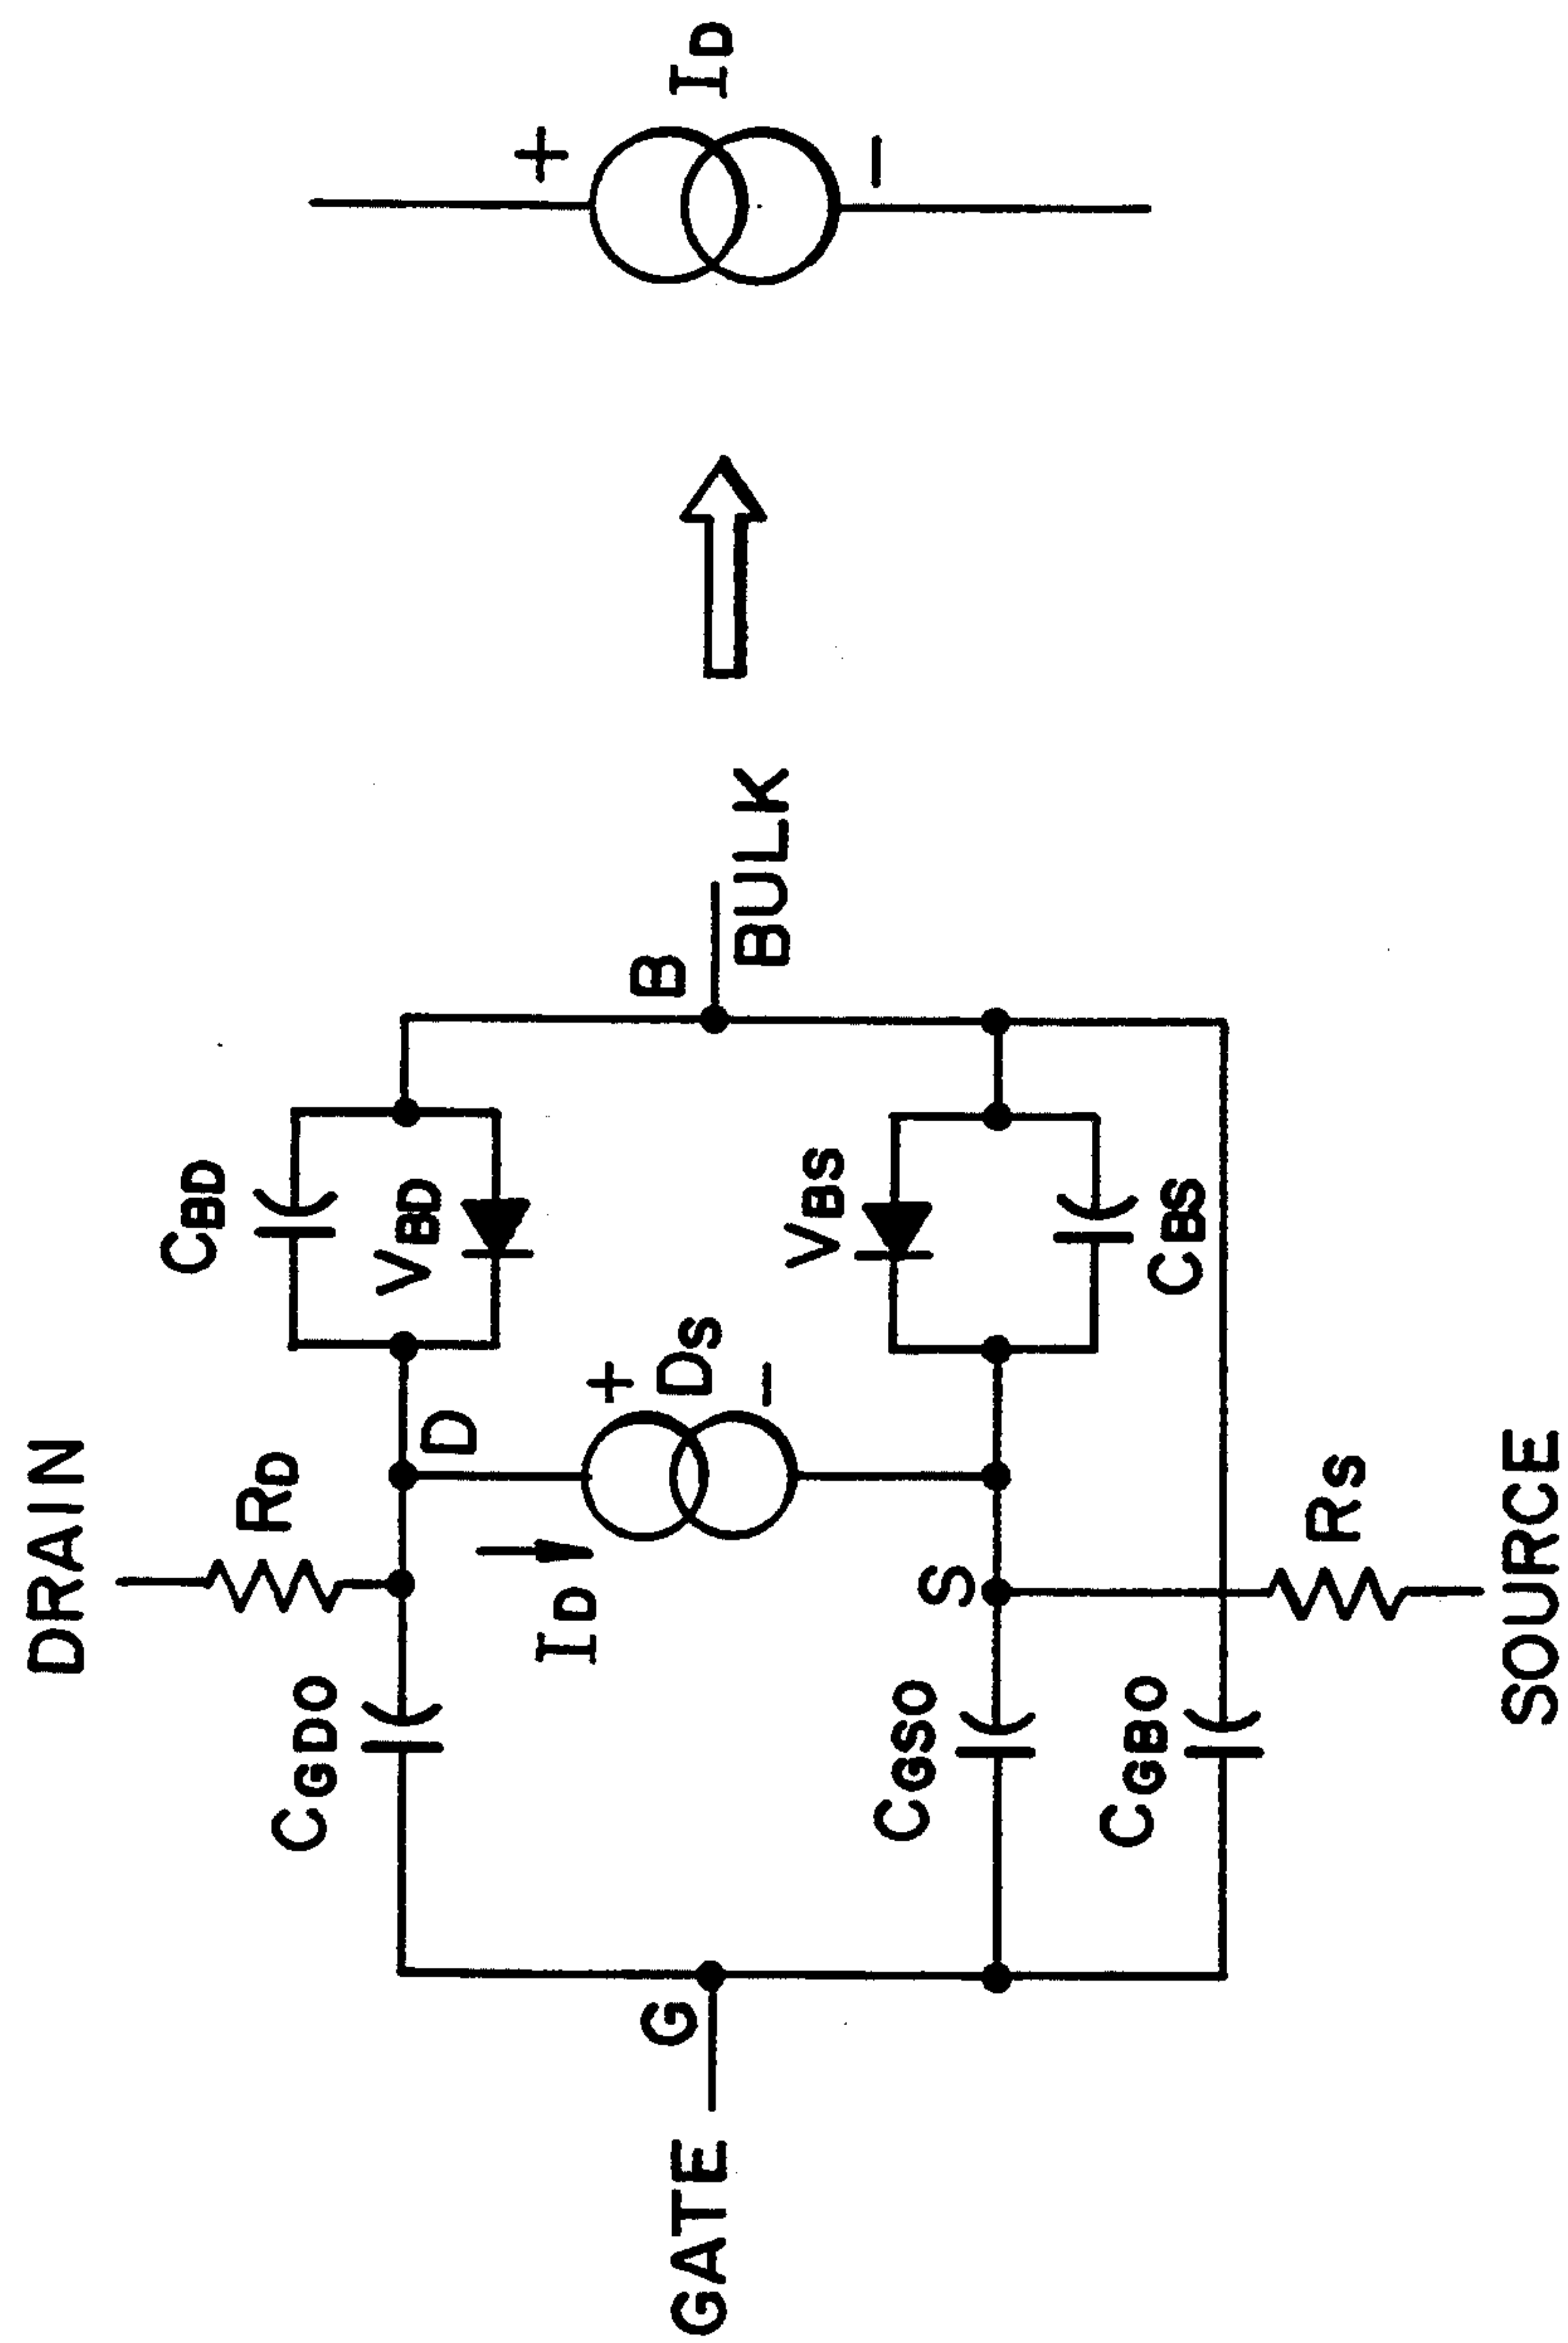 DRAIN
RD
CGDO
ID
D
+
DS
−
CBD
VBD
B
BULK
G
GATE
S
CGSO
CGBO
VBS
CBS
RS
SOURCE
+
ID
−